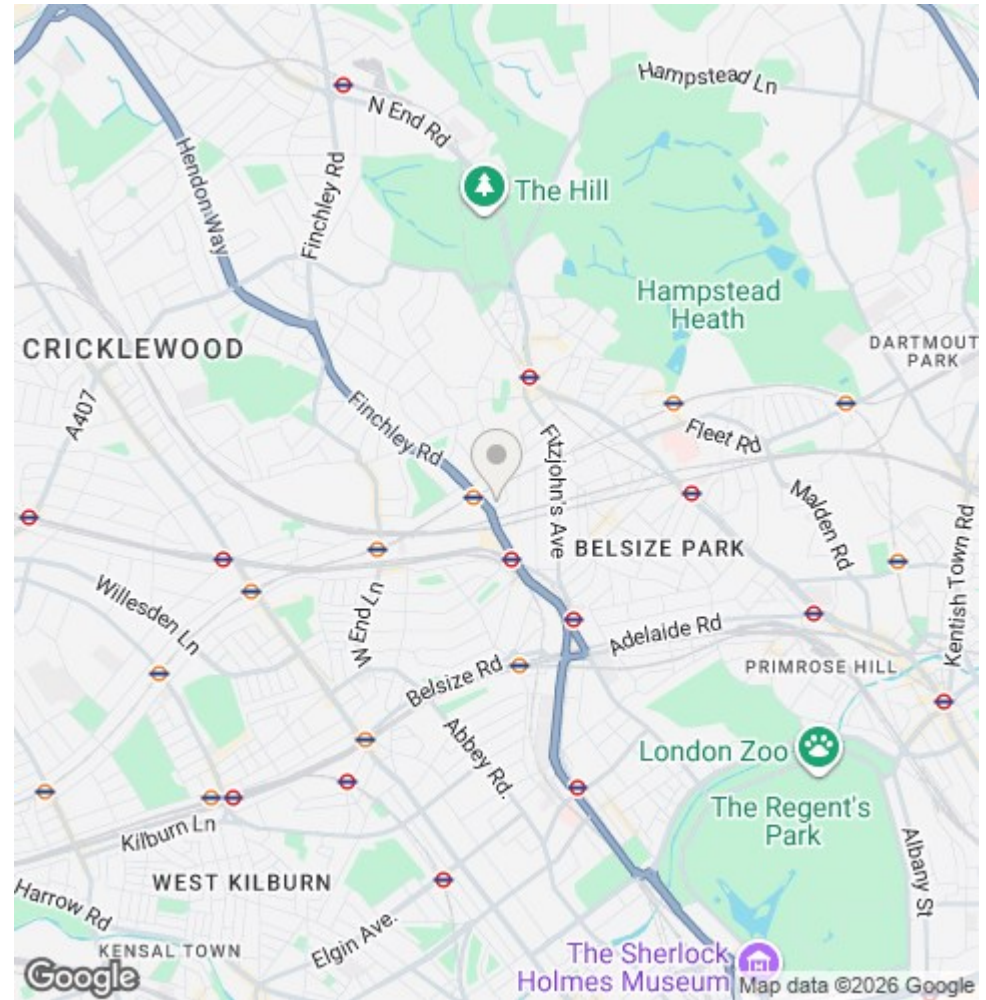 Hampstead Ln
N End Rd
Hendon Way
Finchley Rd
The Hill
Hampstead
Heath
CRICKLEWOOD
DARTMOUT
PARK
A407
Finchley Rd
Fitzjohn's Ave
Fleet Rd
Malden Rd
BELSIZE PARK
Kentish Town Rd
Willesden Ln
W End Ln
Adelaide Rd
Belsize Rd
PRIMROSE HILL
Abbey Rd.
London Zoo
The Regent's
Park
Kilburn Ln
Albany St
WEST KILBURN
Harrow Rd
Elgin Ave.
KENSAL TOWN
The Sherlock
Holmes Museum
Google
Map data ©2026 Google